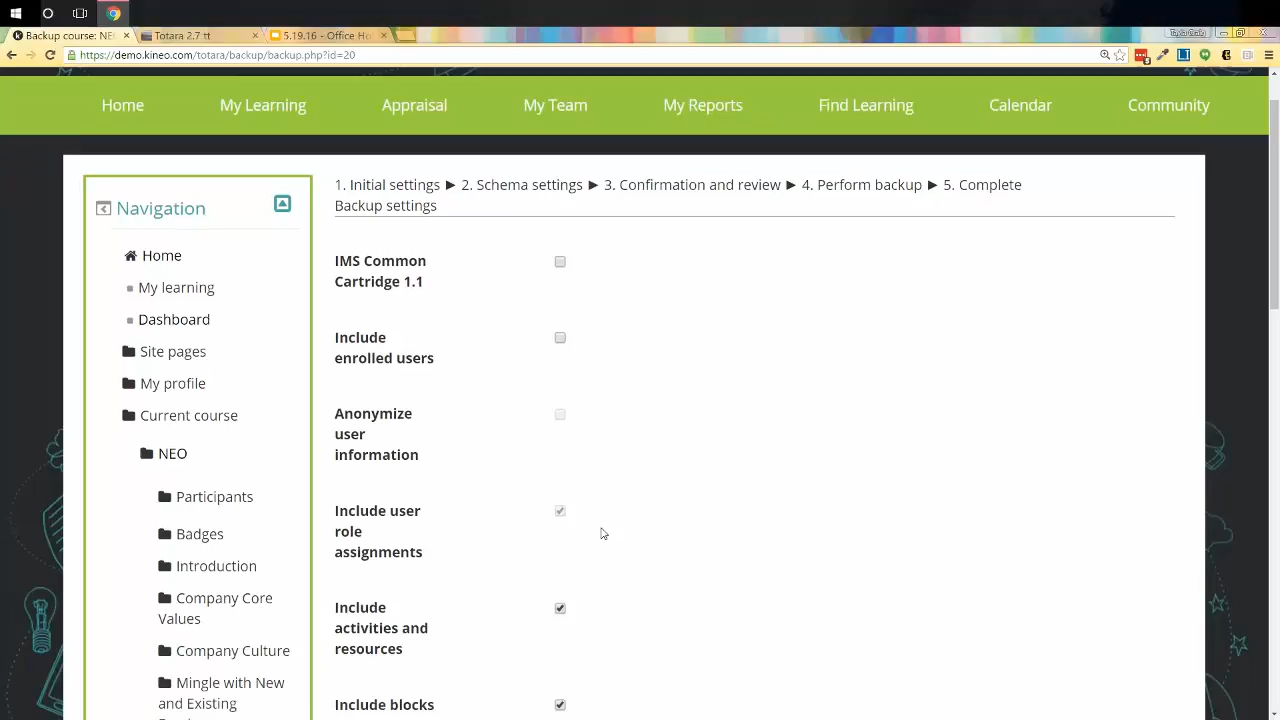 Backup course: NEO
Totara 2.7 tt
5.19.16 - Office Ho
https://demo.kineo.com/totara/backup/backup.php?id=20
Home
My Learning
Appraisal
My Team
My Reports
Find Learning
Calendar
Community
Navigation
Home
My learning
Dashboard
Site pages
My profile
Current course
NEO
Participants
Badges
Introduction
Company Core
Values
Company Culture
Mingle with New
and Existing
1. Initial settings ► 2. Schema settings ► 3. Confirmation and review ► 4. Perform backup ► 5. Complete
Backup settings
IMS Common
Cartridge 1.1
Include
enrolled users
Anonymize
user
information
Include user
role
assignments
Include
activities and
resources
Include blocks